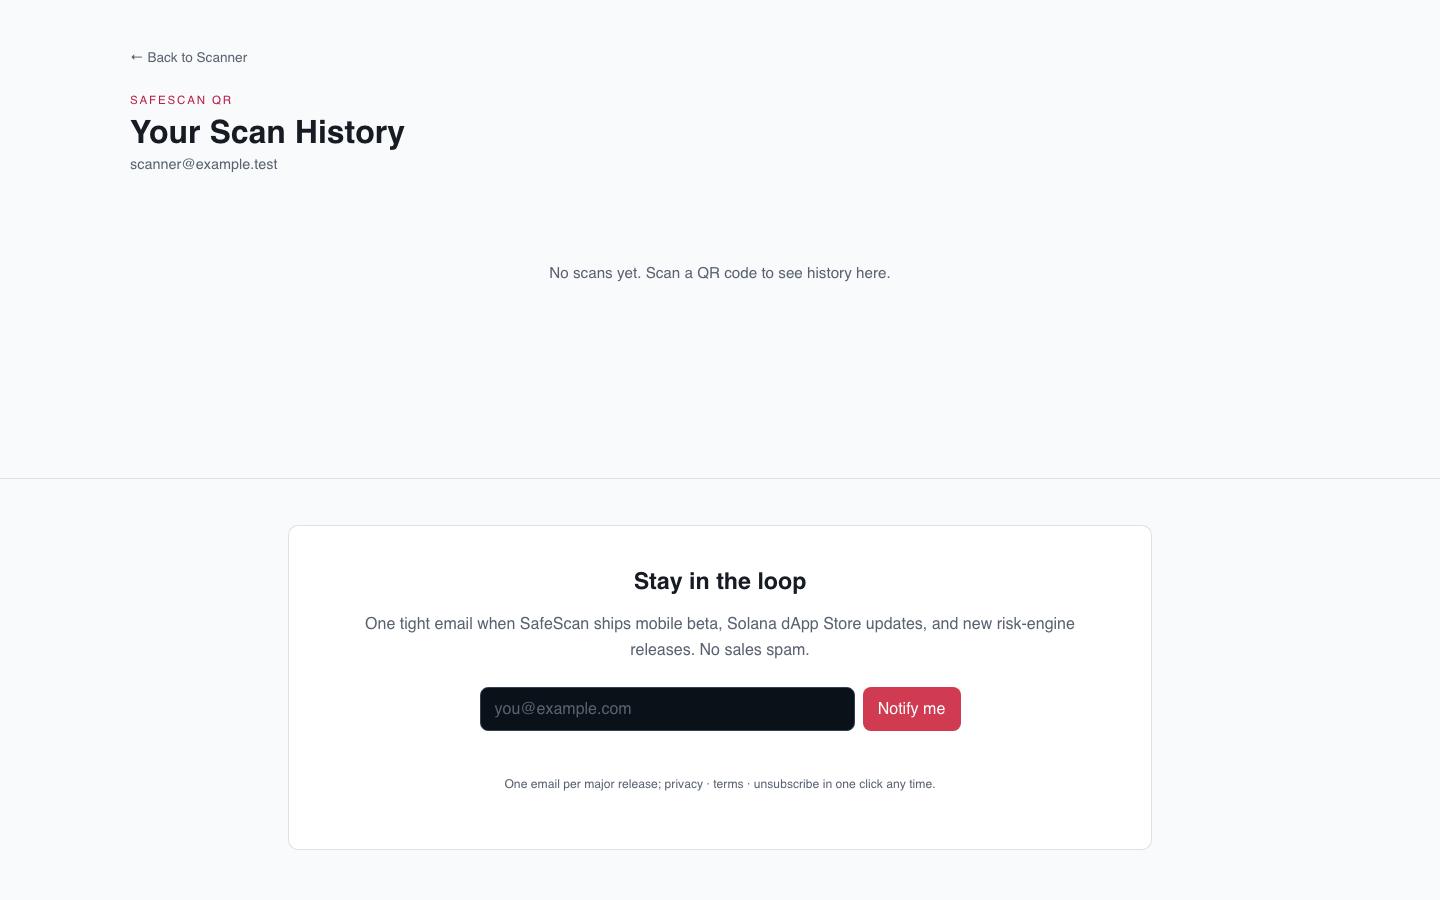 ← Back to Scanner
SAFESCAN QR
Your Scan History
scanner@example.test
No scans yet. Scan a QR code to see history here.
Stay in the loop
One tight email when SafeScan ships mobile beta, Solana dApp Store updates, and new risk-engine
releases. No sales spam.
you@example.com
Notify me
One email per major release; privacy · terms · unsubscribe in one click any time.